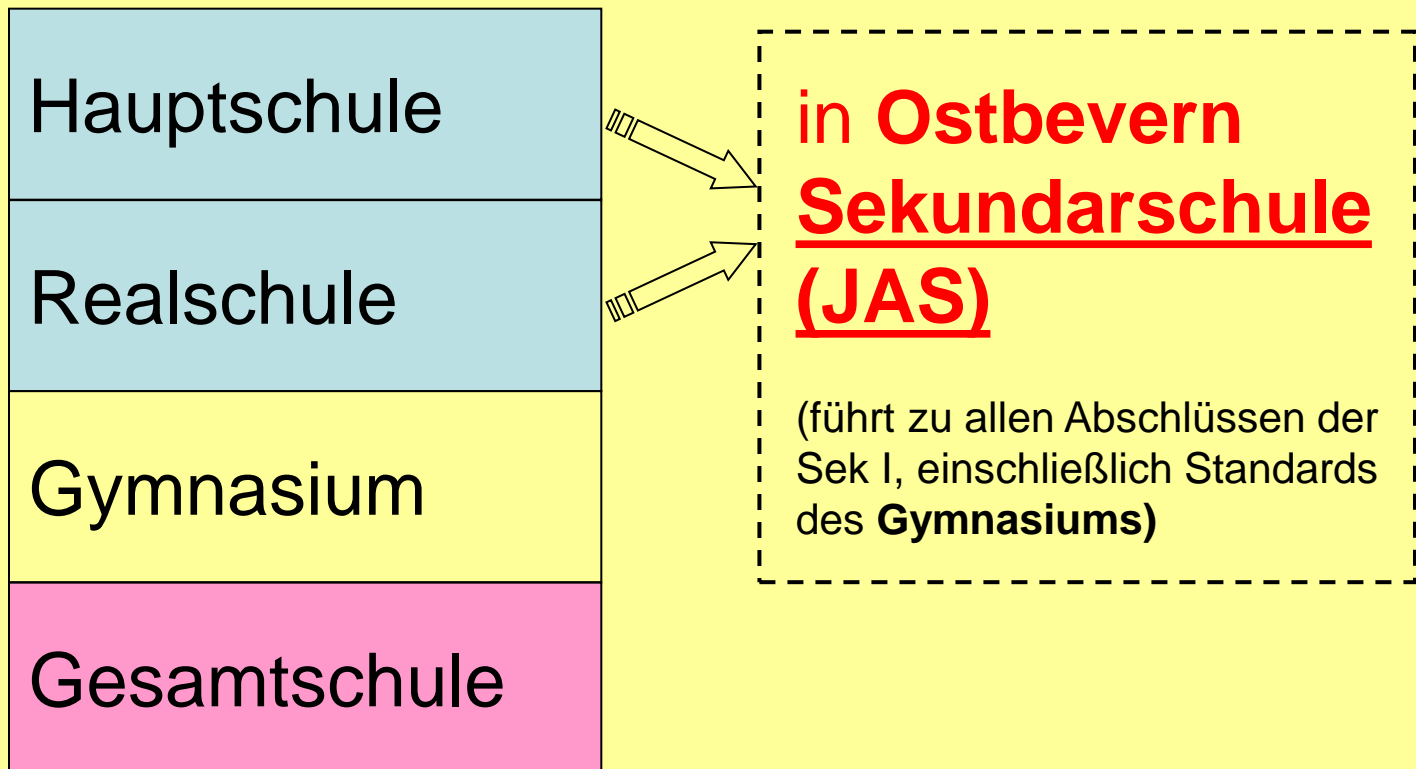 Hauptschule
Realschule
Gymnasium
Gesamtschule
in Ostbevern
Sekundarschule
(JAS)
(führt zu allen Abschlüssen der
Sek I, einschließlich Standards
des Gymnasiums)